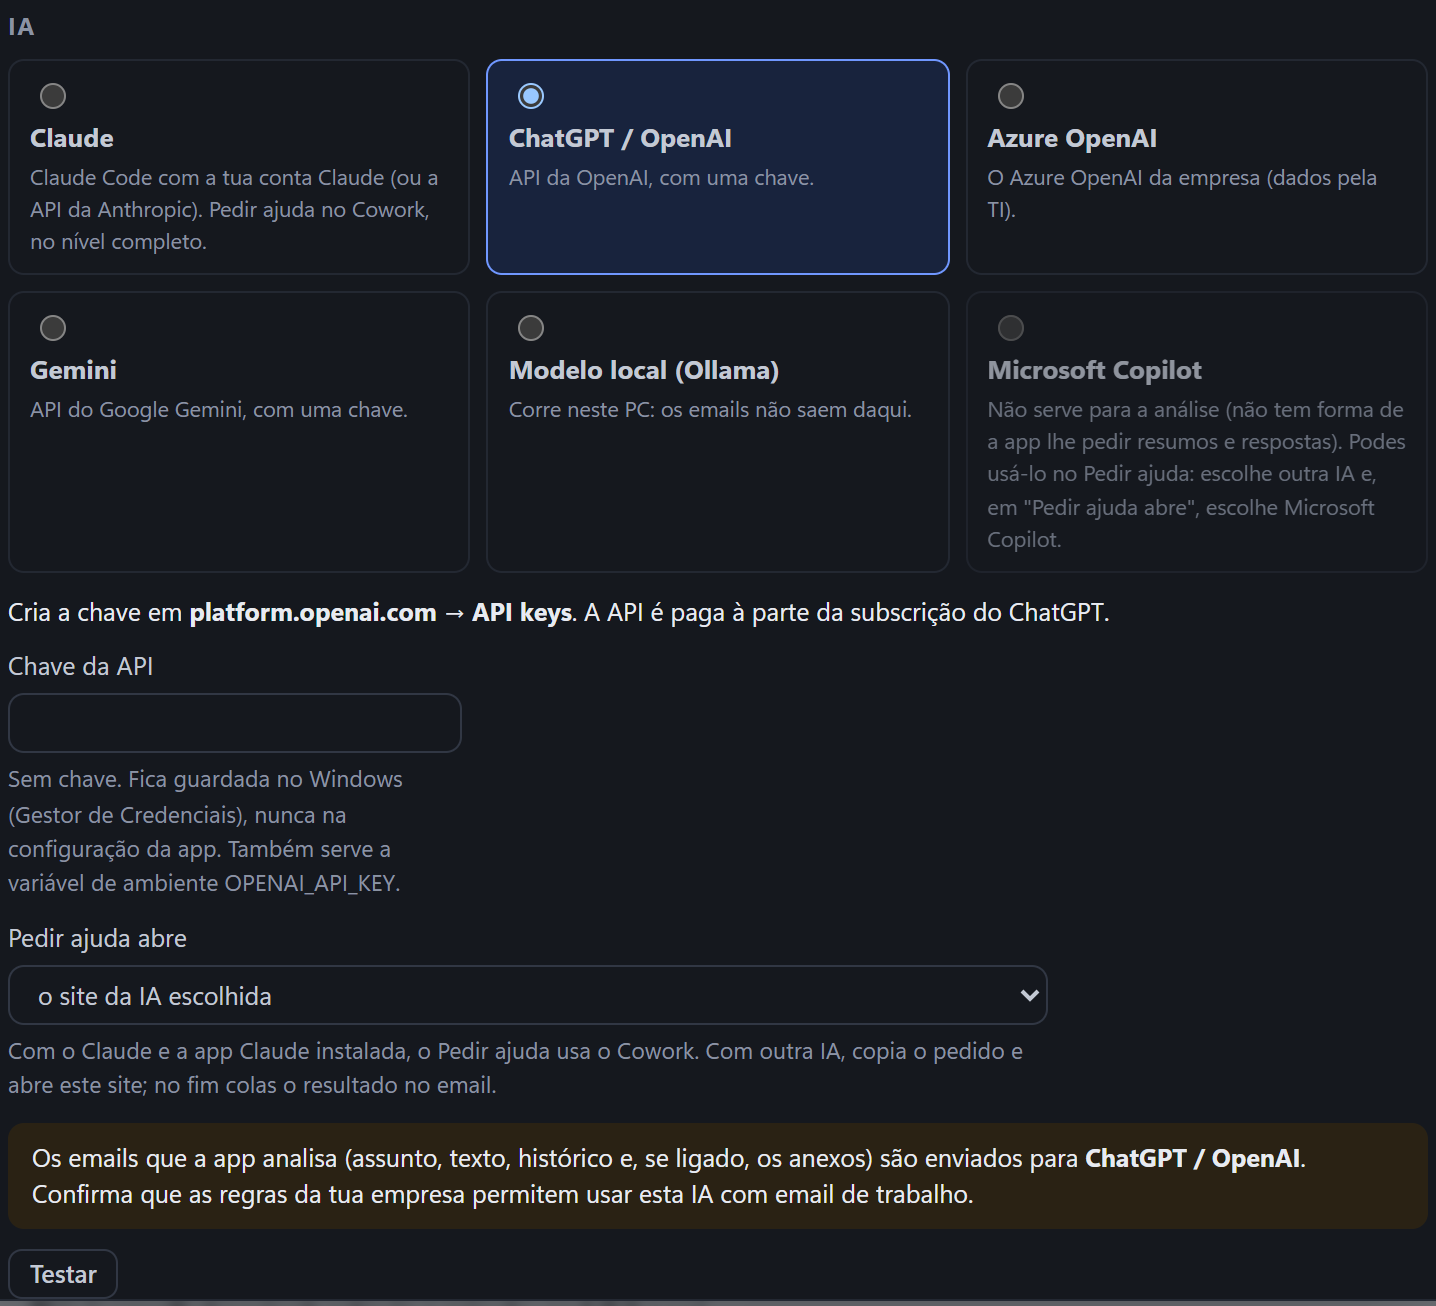 IA
Claude
Claude Code com a tua conta Claude (ou a
API da Anthropic). Pedir ajuda no Cowork,
no nível completo.
ChatGPT / OpenAI
API da OpenAI, com uma chave.
Azure OpenAI
O Azure OpenAI da empresa (dados pela
TI).
Gemini
API do Google Gemini, com uma chave.
Modelo local (Ollama)
Corre neste PC: os emails não saem daqui.
Microsoft Copilot
Não serve para a análise (não tem forma de
a app lhe pedir resumos e respostas). Podes
usá-lo no Pedir ajuda: escolhe outra IA e,
em "Pedir ajuda abre", escolhe Microsoft
Copilot.
Cria a chave em platform.openai.com → API keys. A API é paga à parte da subscrição do ChatGPT.
Chave da API
Sem chave. Fica guardada no Windows
(Gestor de Credenciais), nunca na
configuração da app. Também serve a
variável de ambiente OPENAI_API_KEY.
Pedir ajuda abre
o site da IA escolhida
Com o Claude e a app Claude instalada, o Pedir ajuda usa o Cowork. Com outra IA, copia o pedido e
abre este site; no fim colas o resultado no email.
Os emails que a app analisa (assunto, texto, histórico e, se ligado, os anexos) são enviados para ChatGPT / OpenAI.
Confirma que as regras da tua empresa permitem usar esta IA com email de trabalho.
Testar